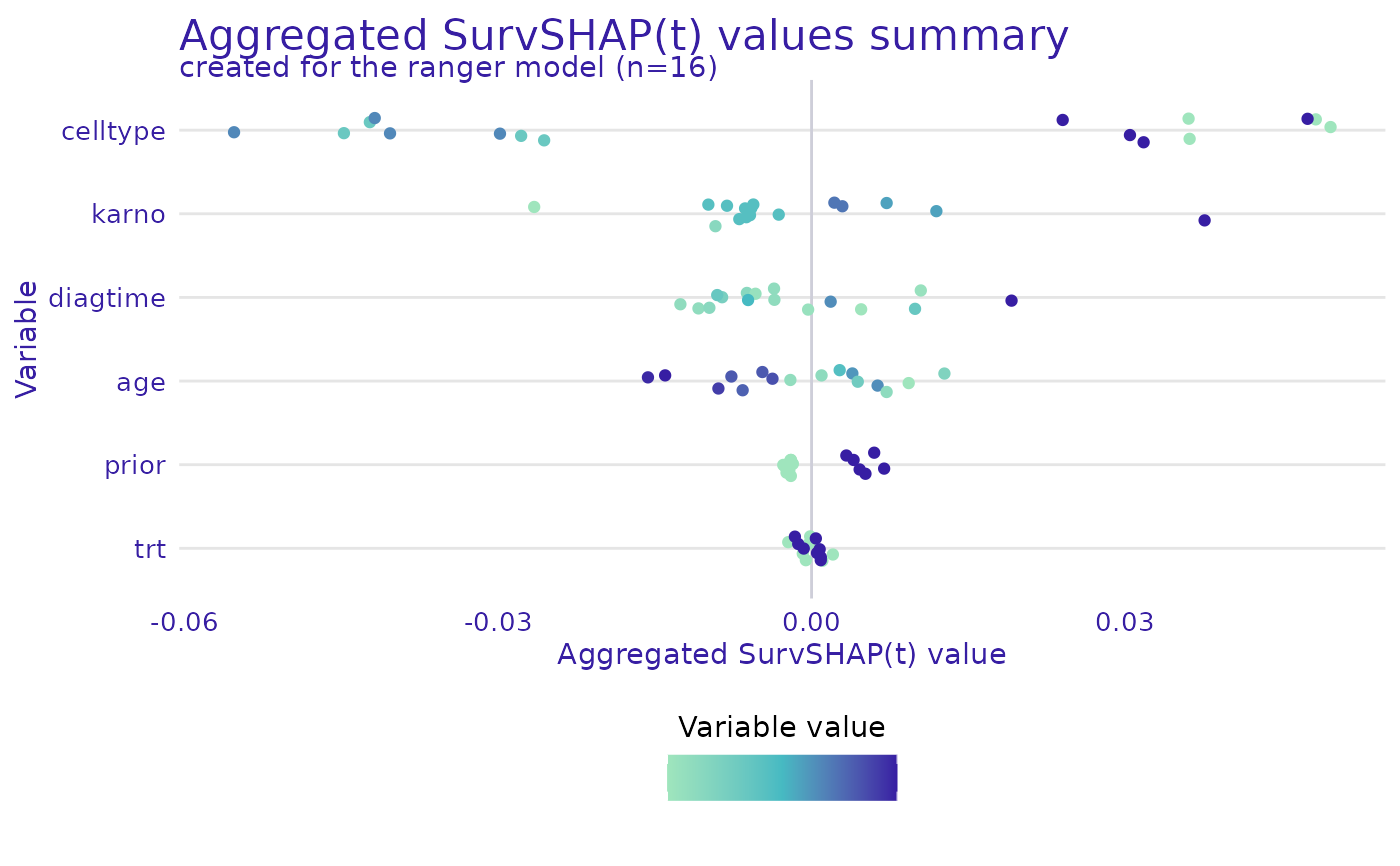 Aggregated SurvSHAP(t) values summary
created for the ranger model (n=16)
Variable
celltype
karno
diagtime
age
prior
trt
-0.06 -0.03 0.00 0.03
Aggregated SurvSHAP(t) value
Variable value